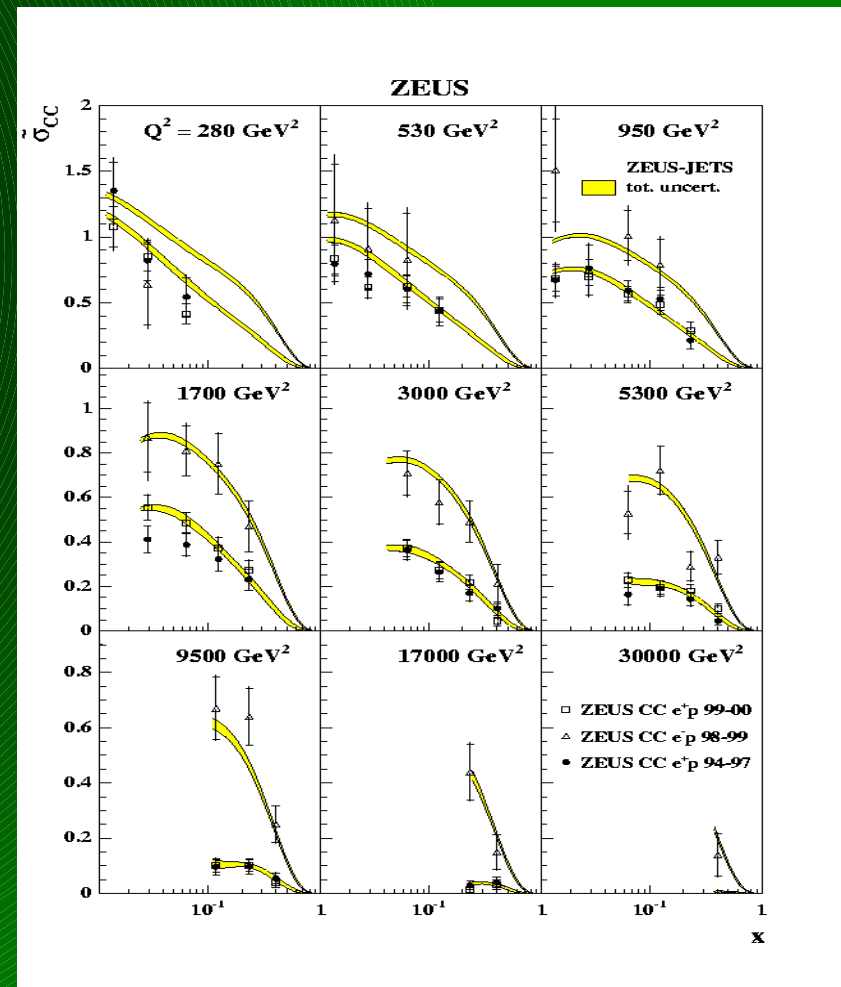 ZEUS
σ̃CC
Q² = 280 GeV²
530 GeV²
950 GeV²
ZEUS-JETS
tot. uncert.
2
1.5
1
0.5
0
1700 GeV²
3000 GeV²
5300 GeV²
1
0.8
0.6
0.4
0.2
0
9500 GeV²
17000 GeV²
30000 GeV²
ZEUS CC e⁺p 99-00
ZEUS CC e⁻p 98-99
ZEUS CC e⁺p 94-97
0.8
0.6
0.4
0.2
0
10⁻¹ 1 10⁻¹ 1 10⁻¹ 1
x